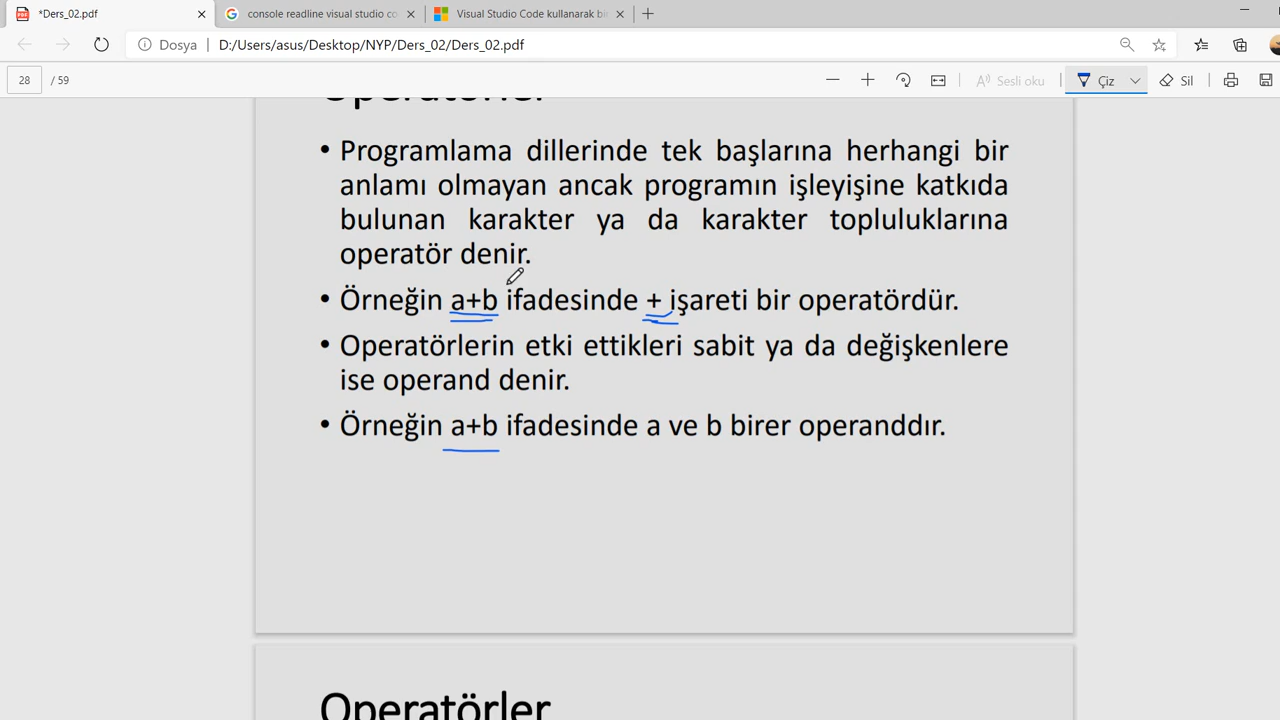 *Ders_02.pdf
console readline visual studio co
Visual Studio Code kullanarak bi
Dosya
D:/Users/asus/Desktop/NYP/Ders_02/Ders_02.pdf
28 / 59
Sesli oku
Çiz
Sil
Operatörler
• Programlama dillerinde tek başlarına herhangi bir
anlamı olmayan ancak programın işleyişine katkıda
bulunan karakter ya da karakter topluluklarına
operatör denir.
• Örneğin a+b ifadesinde + işareti bir operatördür.
• Operatörlerin etki ettikleri sabit ya da değişkenlere
ise operand denir.
• Örneğin a+b ifadesinde a ve b birer operanddır.
Operatörler